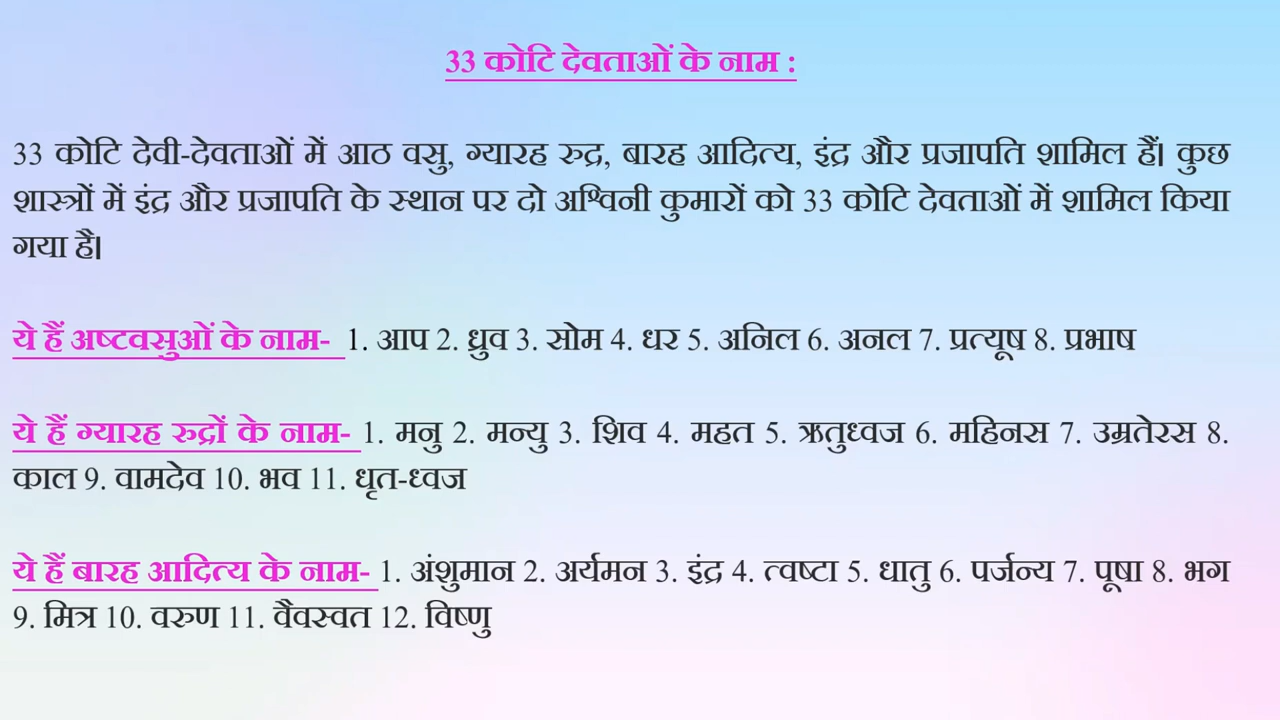 33 कोटि देवताओं के नाम :
33 कोटि देवी-देवताओं में आठ वसु, ग्यारह रुद्र, बारह आदित्य, इंद्र और प्रजापति शामिल हैं। कुछ
शास्त्रों में इंद्र और प्रजापति के स्थान पर दो अश्विनी कुमारों को 33 कोटि देवताओं में शामिल किया
गया है।
ये हैं अष्टवसुओं के नाम- 1. आप 2. ध्रुव 3. सोम 4. धर 5. अनिल 6. अनल 7. प्रत्यूष 8. प्रभाष
ये हैं ग्यारह रुद्रों के नाम- 1. मनु 2. मन्यु 3. शिव 4. महत 5. ऋतुध्वज 6. महिनस 7. उम्रतेरस 8.
काल 9. वामदेव 10. भव 11. धृत-ध्वज
ये हैं बारह आदित्य के नाम- 1. अंशुमान 2. अर्यमन 3. इंद्र 4. त्वष्टा 5. धातु 6. पर्जन्य 7. पूषा 8. भग
9. मित्र 10. वरुण 11. वैवस्वत 12. विष्णु